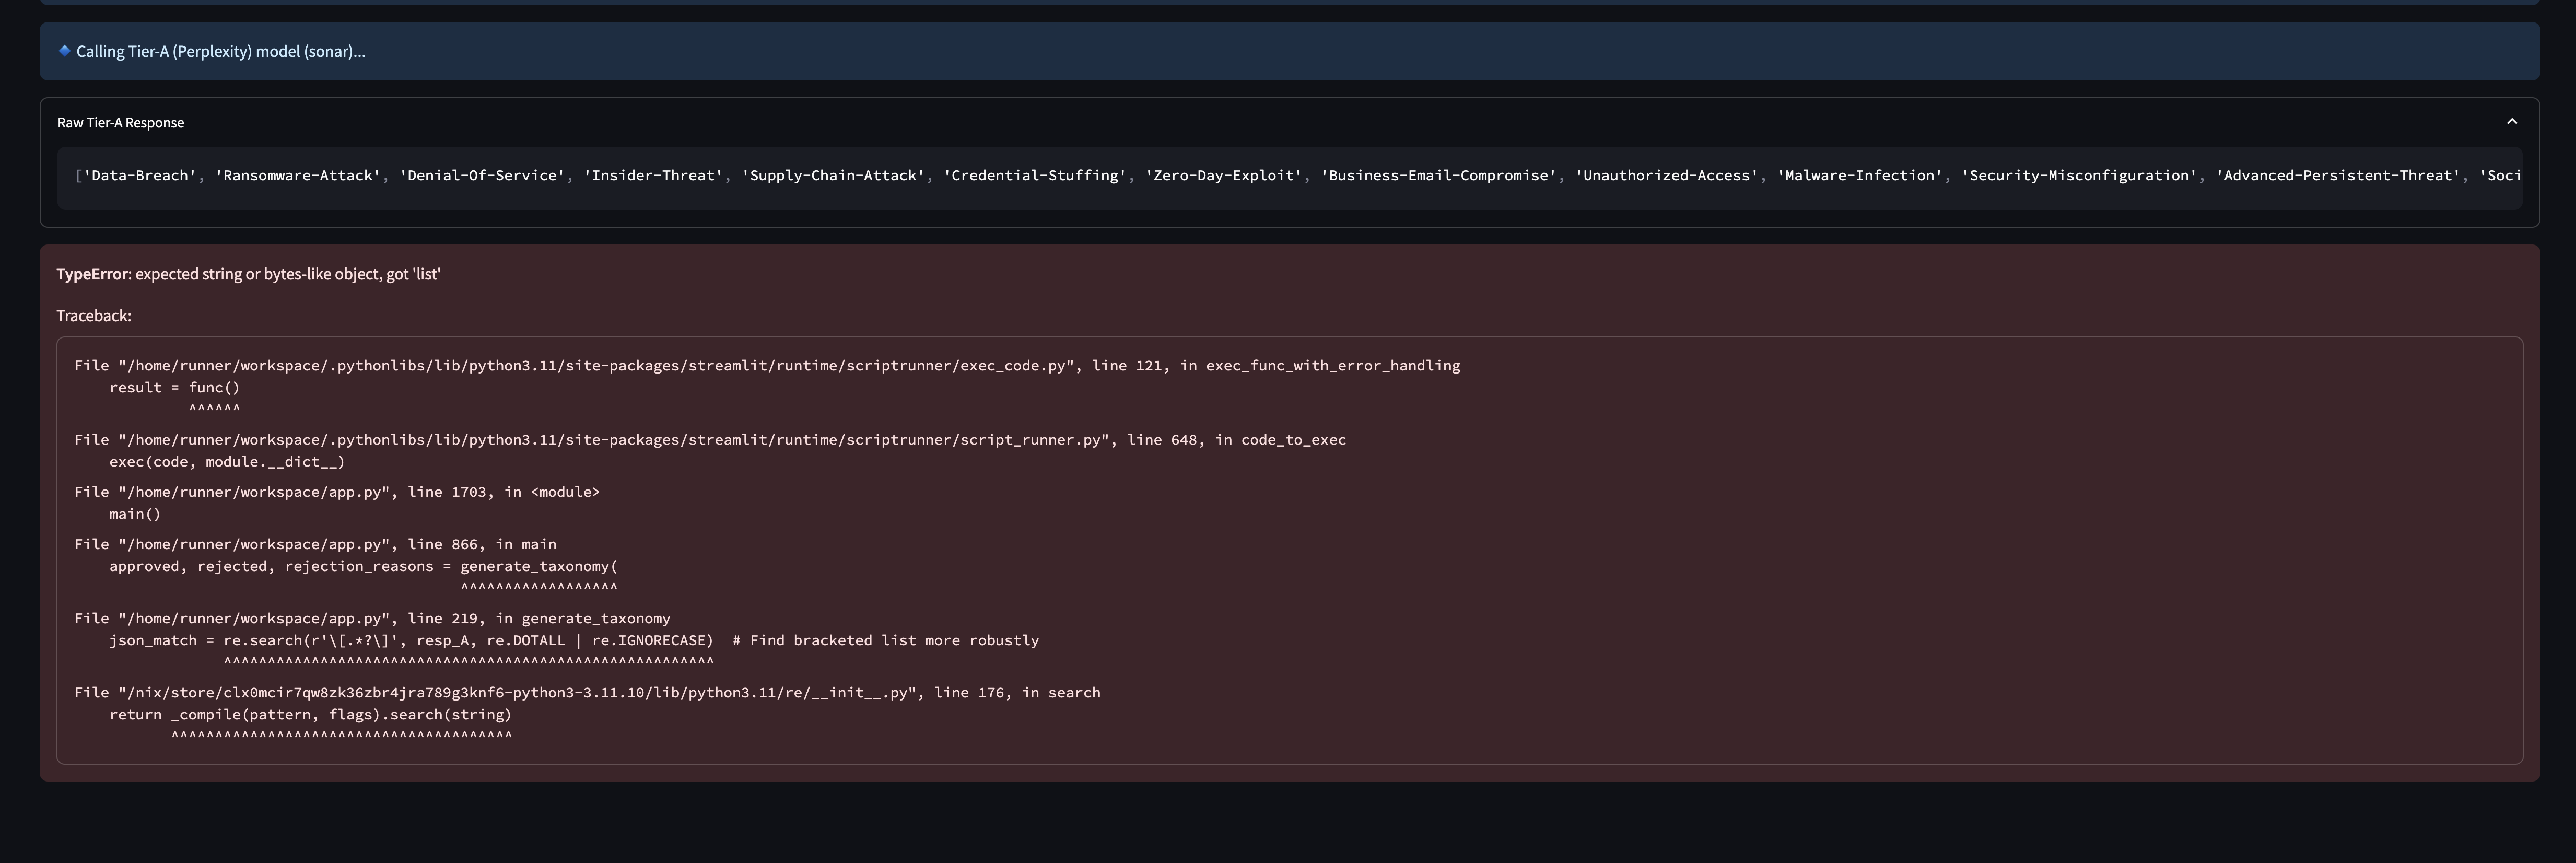 Calling Tier-A (Perplexity) model (sonar)...
Raw Tier-A Response
['Data-Breach', 'Ransomware-Attack', 'Denial-Of-Service', 'Insider-Threat', 'Supply-Chain-Attack', 'Credential-Stuffing', 'Zero-Day-Exploit', 'Business-Email-Compromise', 'Unauthorized-Access', 'Malware-Infection', 'Security-Misconfiguration', 'Advanced-Persistent-Threat', 'Soci
TypeError: expected string or bytes-like object, got 'list'
Traceback:
File "/home/runner/workspace/.pythonlibs/lib/python3.11/site-packages/streamlit/runtime/scriptrunner/exec_code.py", line 121, in exec_func_with_error_handling
    result = func()
             ^^^^^^
File "/home/runner/workspace/.pythonlibs/lib/python3.11/site-packages/streamlit/runtime/scriptrunner/script_runner.py", line 648, in code_to_exec
    exec(code, module.__dict__)
File "/home/runner/workspace/app.py", line 1703, in <module>
    main()
File "/home/runner/workspace/app.py", line 866, in main
    approved, rejected, rejection_reasons = generate_taxonomy(
                                            ^^^^^^^^^^^^^^^^^^
File "/home/runner/workspace/app.py", line 219, in generate_taxonomy
    json_match = re.search(r'\[.*?\]', resp_A, re.DOTALL | re.IGNORECASE)  # Find bracketed list more robustly
                 ^^^^^^^^^^^^^^^^^^^^^^^^^^^^^^^^^^^^^^^^^^^^^^^^^^^^^^^^
File "/nix/store/clx0mcir7qw8zk36zbr4jra789g3knf6-python3-3.11.10/lib/python3.11/re/__init__.py", line 176, in search
    return _compile(pattern, flags).search(string)
           ^^^^^^^^^^^^^^^^^^^^^^^^^^^^^^^^^^^^^^^